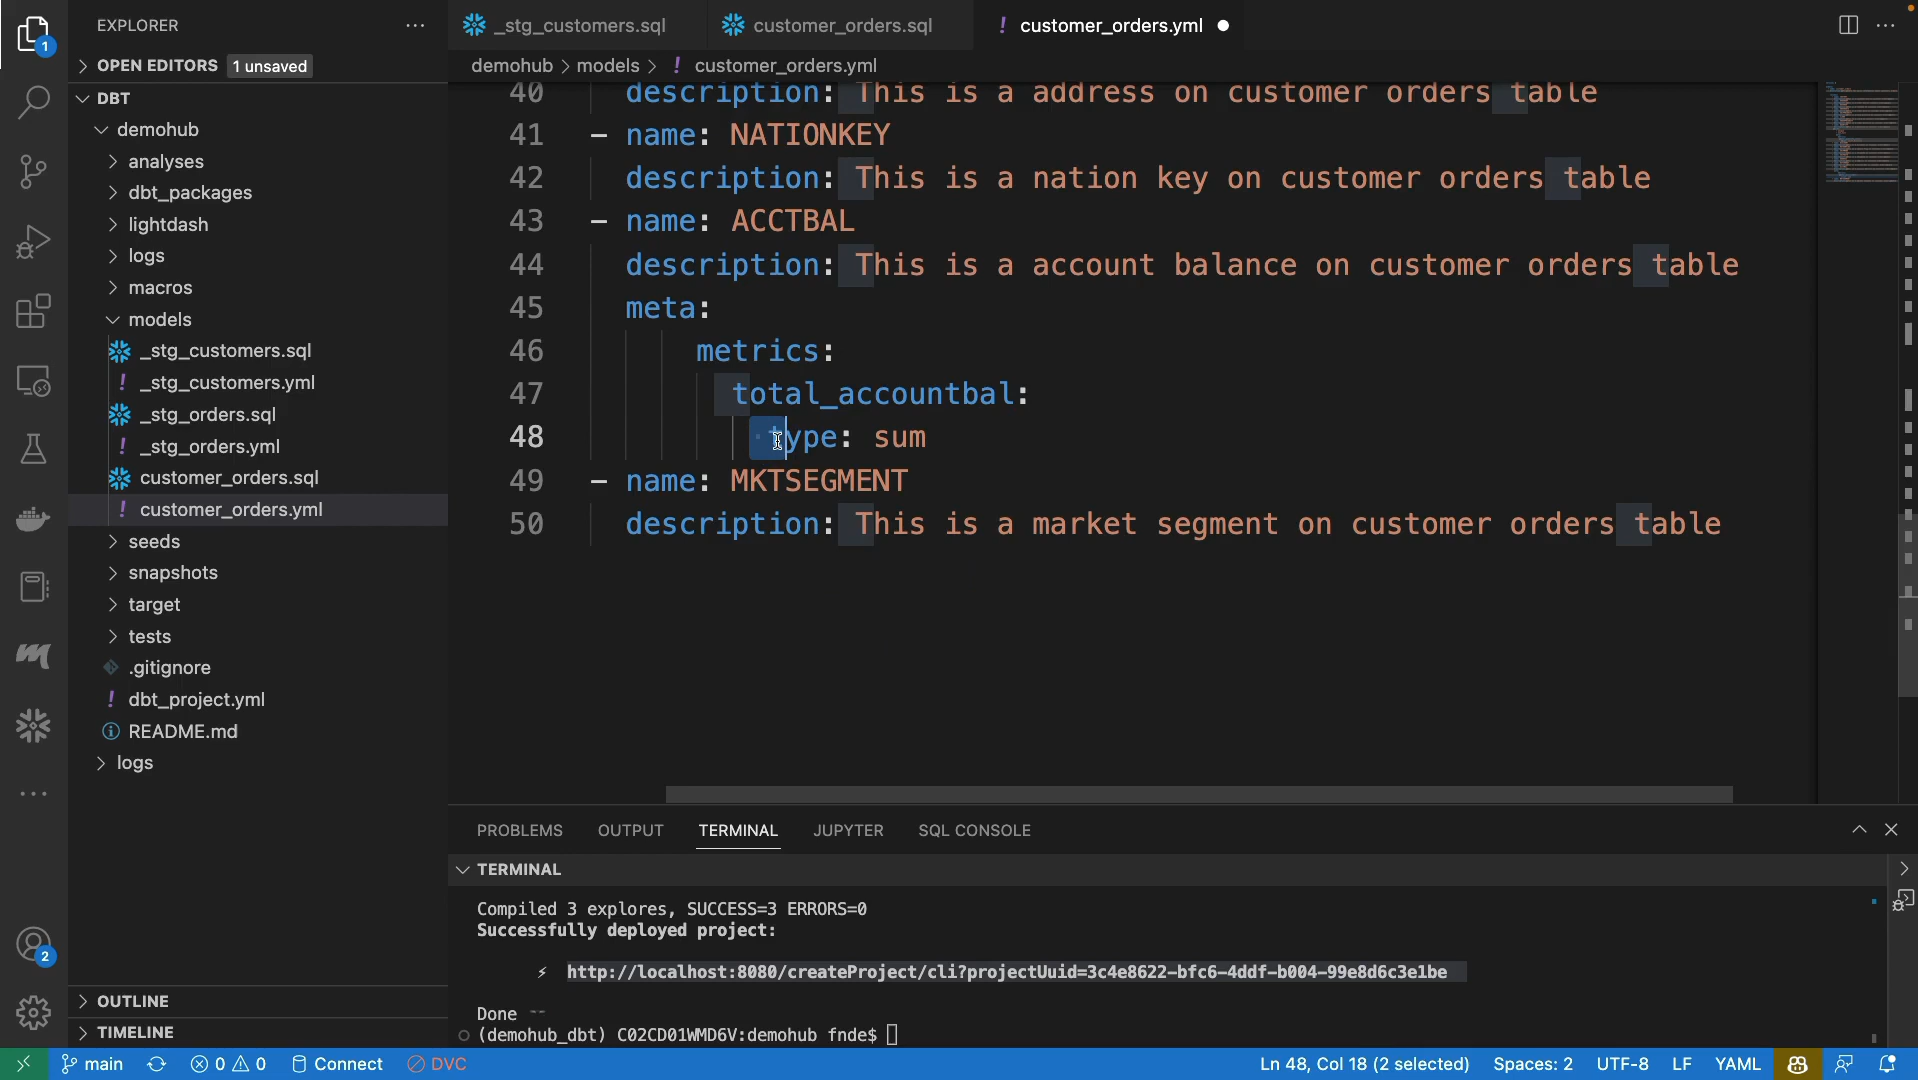 EXPLORER
1
OPEN EDITORS 1 unsaved
DBT
demohub
analyses
dbt_packages
lightdash
logs
macros
models
_stg_customers.sql
! _stg_customers.yml
_stg_orders.sql
! _stg_orders.yml
customer_orders.sql
! customer_orders.yml
seeds
snapshots
target
tests
.gitignore
! dbt_project.yml
README.md
logs
2
OUTLINE
TIMELINE
_stg_customers.sql customer_orders.sql ! customer_orders.yml
demohub > models > ! customer_orders.yml
40 description: This is a address on customer orders table
41 - name: NATIONKEY
42 description: This is a nation key on customer orders table
43 - name: ACCTBAL
44 description: This is a account balance on customer orders table
45 meta:
46 metrics:
47 total_accountbal:
48 type: sum
49 - name: MKTSEGMENT
50 description: This is a market segment on customer orders table
PROBLEMS OUTPUT TERMINAL JUPYTER SQL CONSOLE
TERMINAL
Compiled 3 explores, SUCCESS=3 ERRORS=0
Successfully deployed project:
http://localhost:8080/createProject/cli?projectUuid=3c4e8622-bfc6-4ddf-b004-99e8d6c3e1be
Done
(demohub_dbt) C02CD01WMD6V:demohub fnde$
main 0 0 Connect DVC Ln 48, Col 18 (2 selected) Spaces: 2 UTF-8 LF YAML